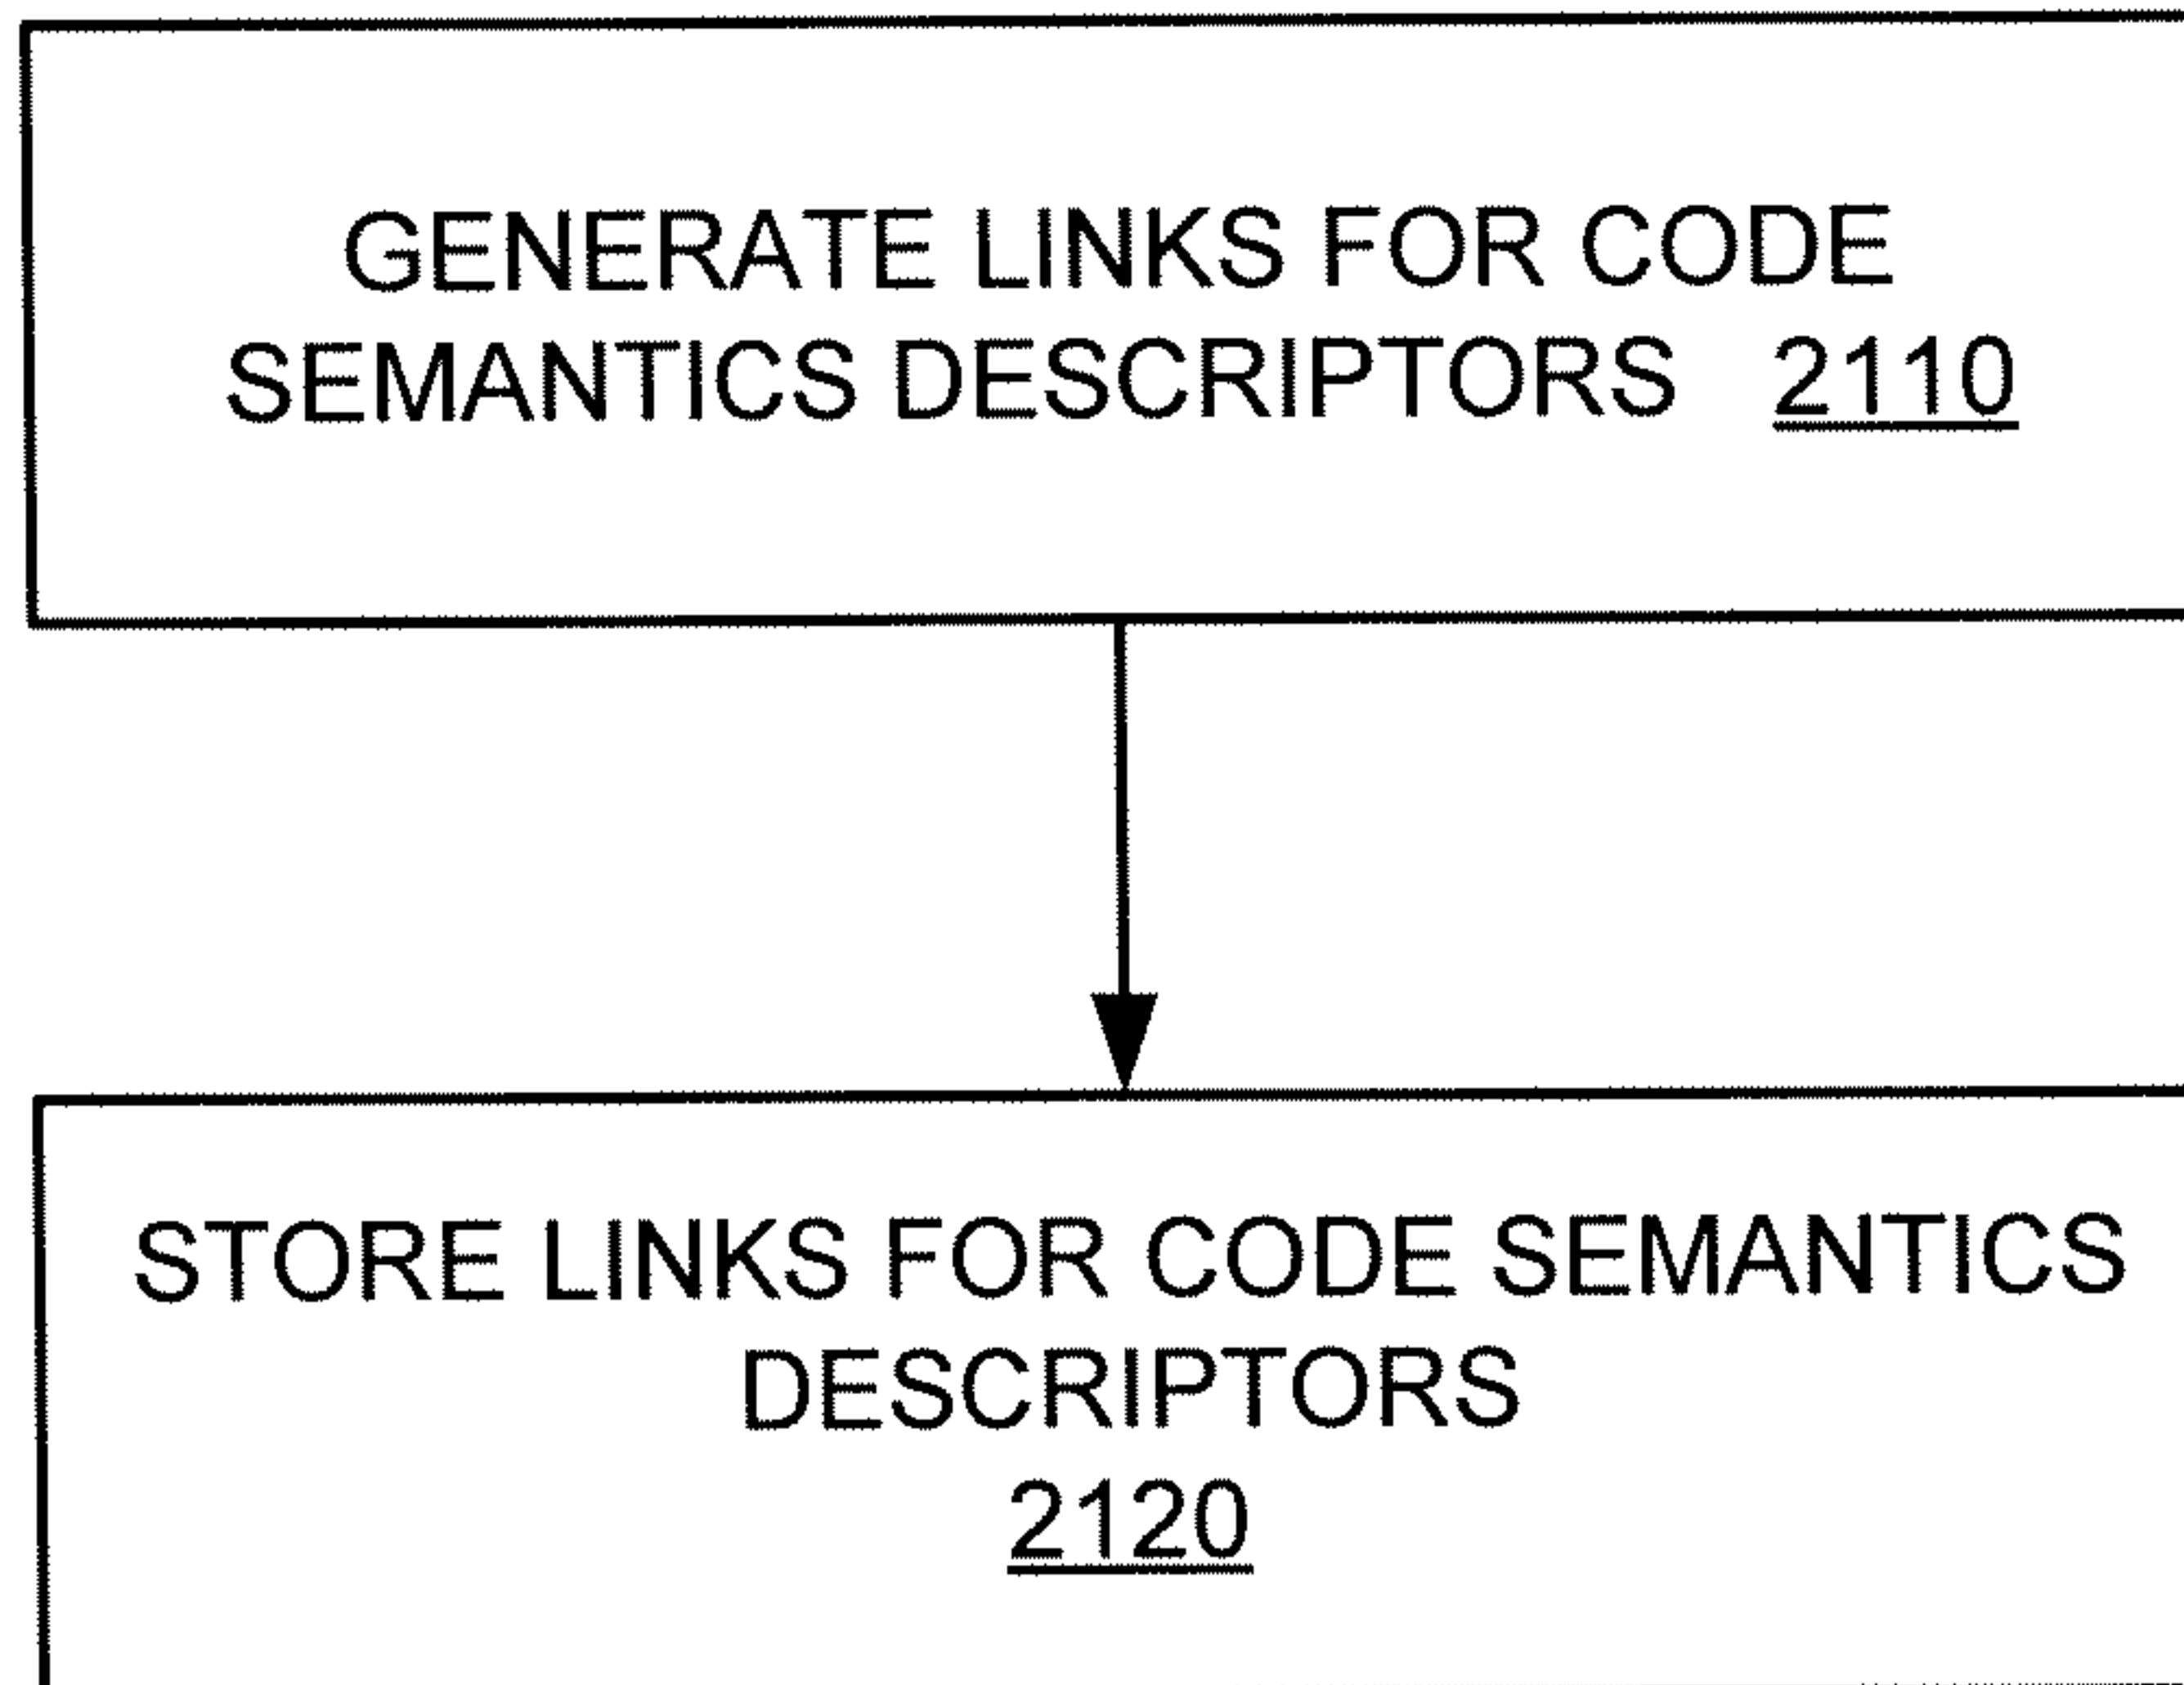 GENERATE LINKS FOR CODE
SEMANTICS DESCRIPTORS 2110
STORE LINKS FOR CODE SEMANTICS
DESCRIPTORS
2120